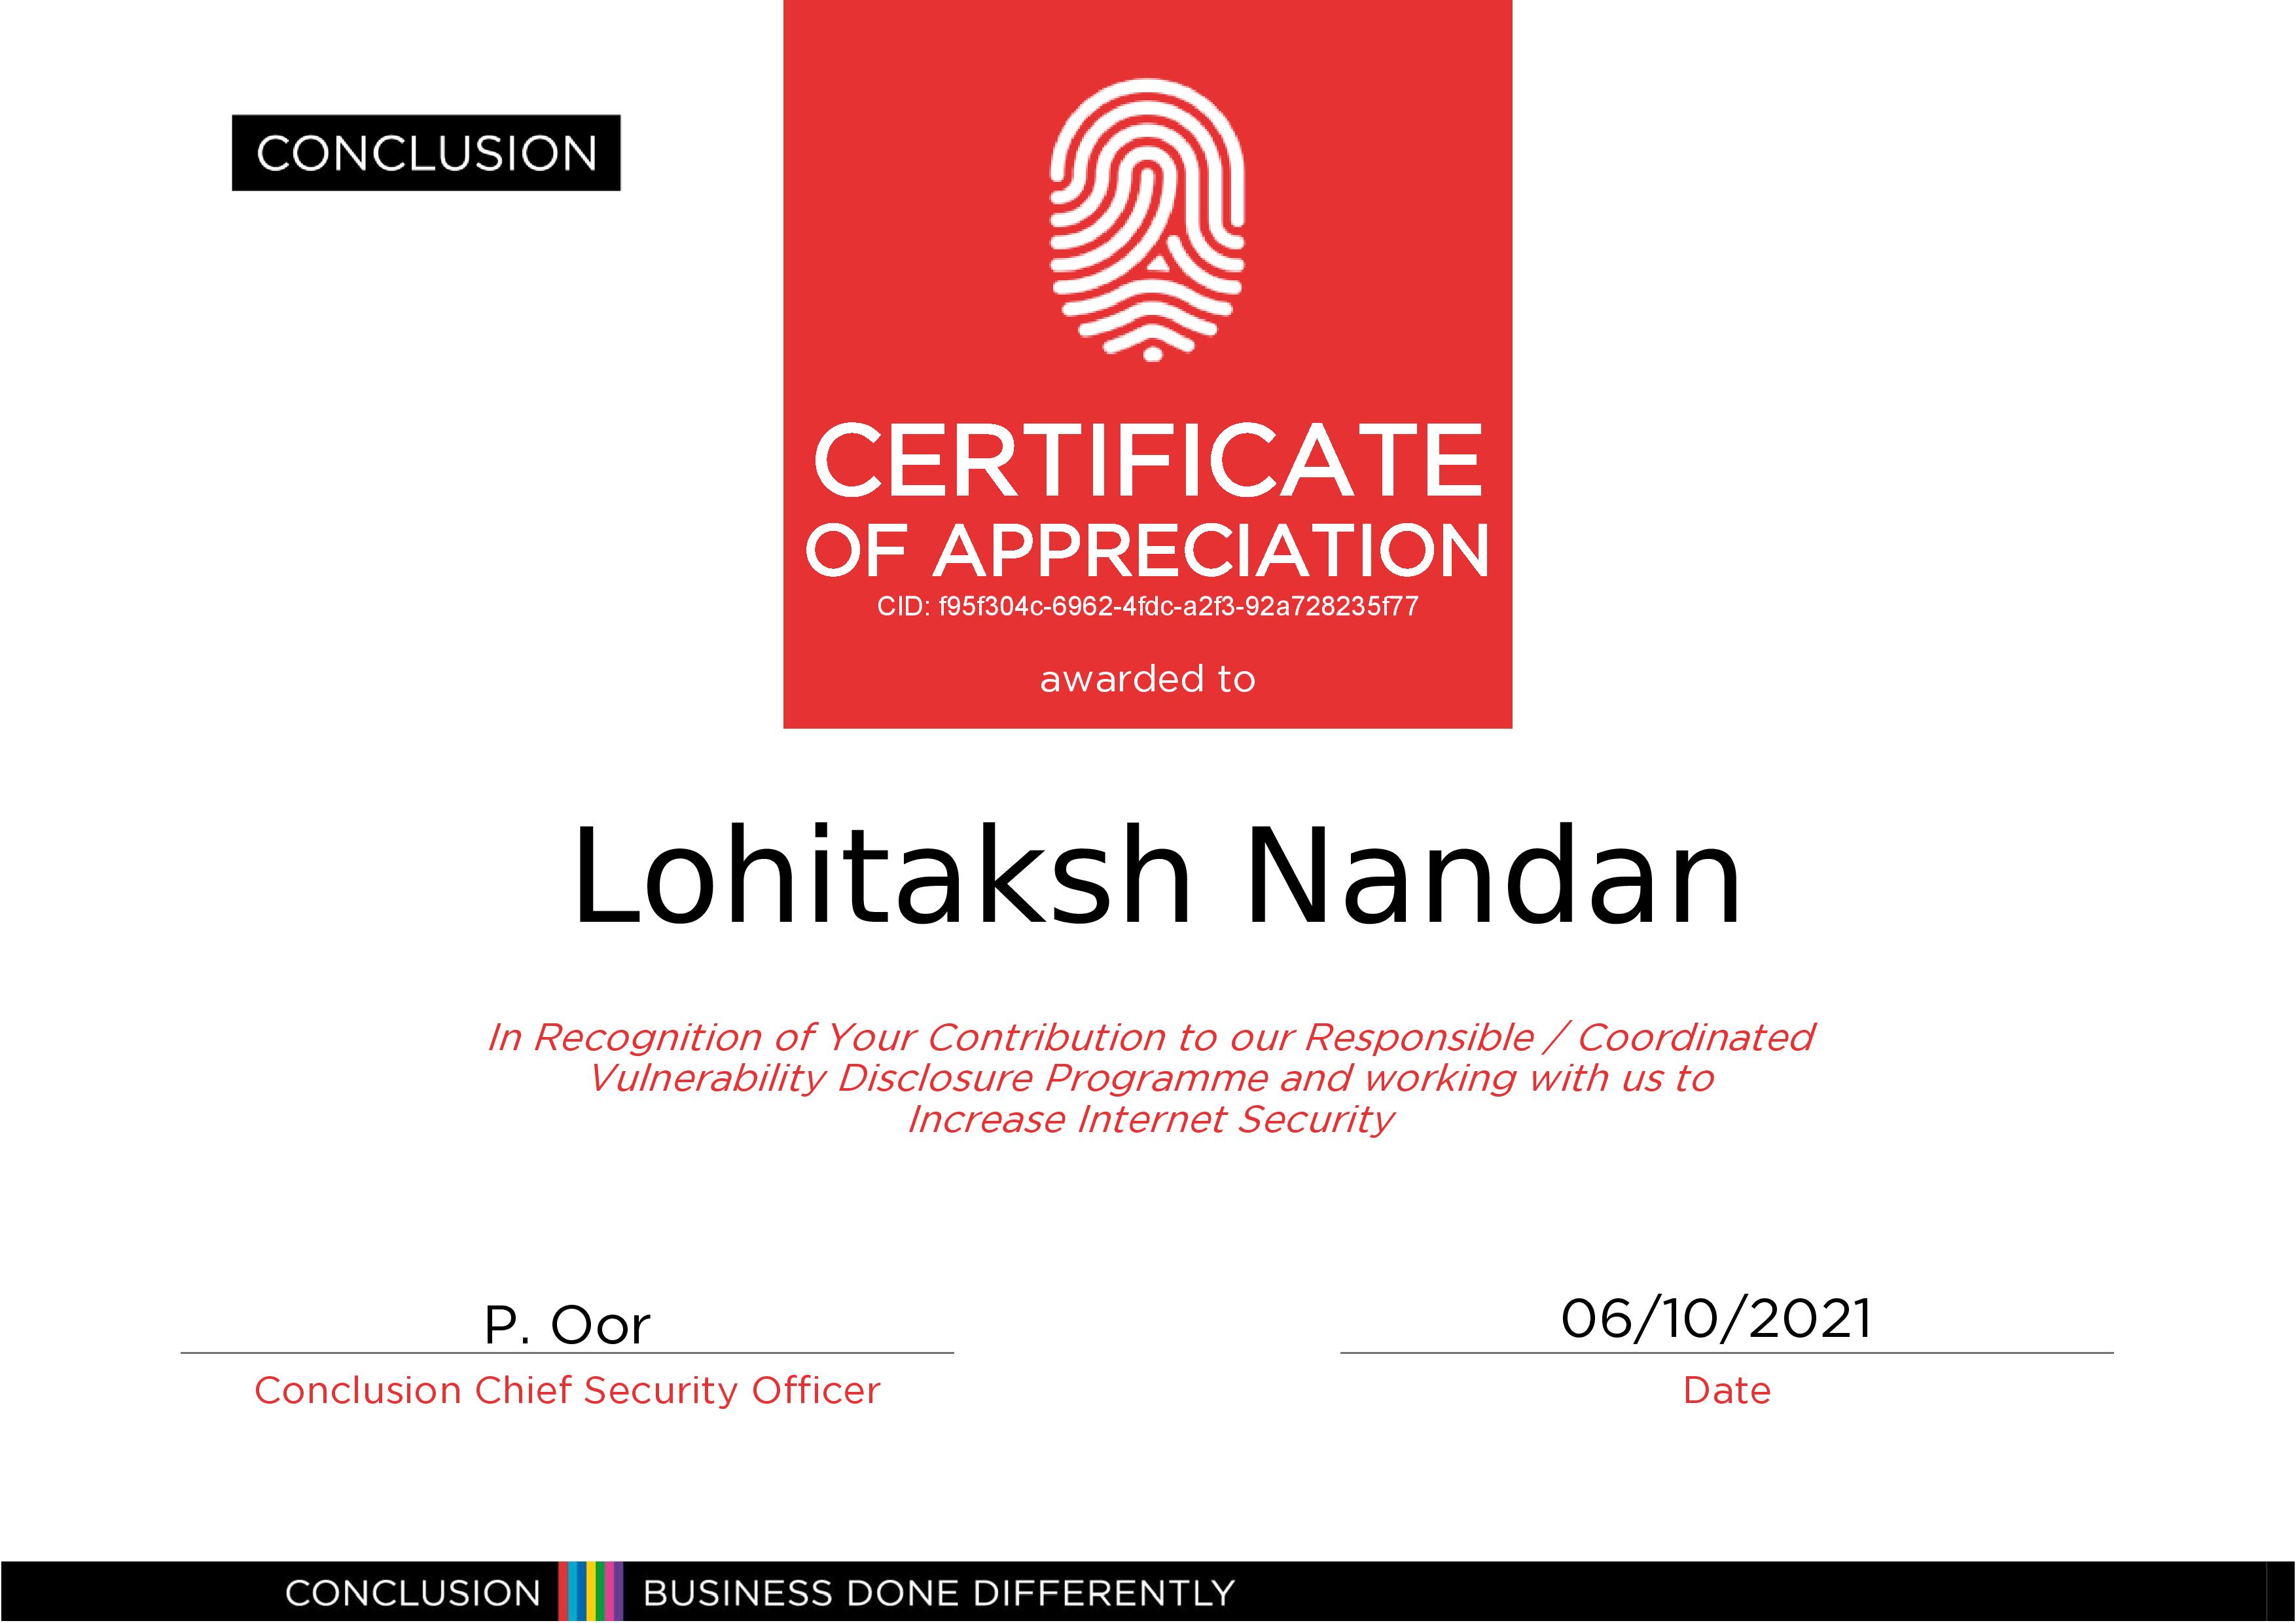 CONCLUSION
CERTIFICATE
OF APPRECIATION
CID: f95f304c-6962-4fdc-a2f3-92a728235f77
awarded to
Lohitaksh Nandan
In Recognition of Your Contribution to our Responsible / Coordinated
Vulnerability Disclosure Programme and working with us to
Increase Internet Security
P. Oor
Conclusion Chief Security Officer
06/10/2021
Date
CONCLUSION BUSINESS DONE DIFFERENTLY